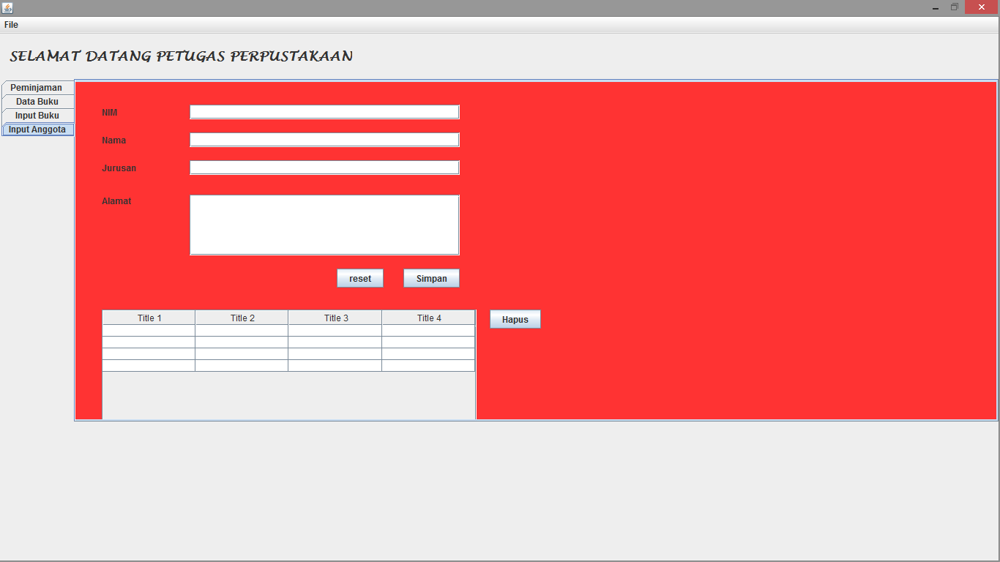 File
SELAMAT DATANG PETUGAS PERPUSTAKAAN
Peminjaman
Data Buku
Input Buku
Input Anggota
NIM
Nama
Jurusan
Alamat
reset Simpan
Title 1 Title 2 Title 3 Title 4
Hapus